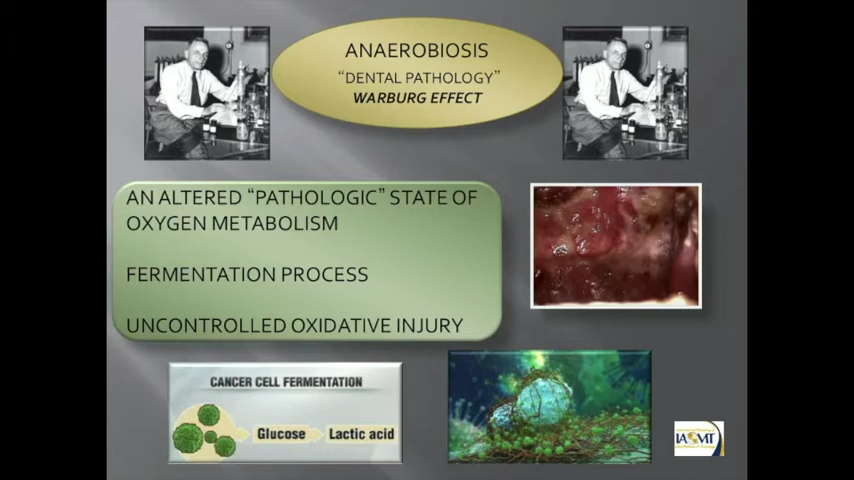 ANAEROBIOSIS
“DENTAL PATHOLOGY”
WARBURG EFFECT
AN ALTERED “PATHOLOGIC” STATE OF
OXYGEN METABOLISM
FERMENTATION PROCESS
UNCONTROLLED OXIDATIVE INJURY
CANCER CELL FERMENTATION
Glucose
Lactic acid